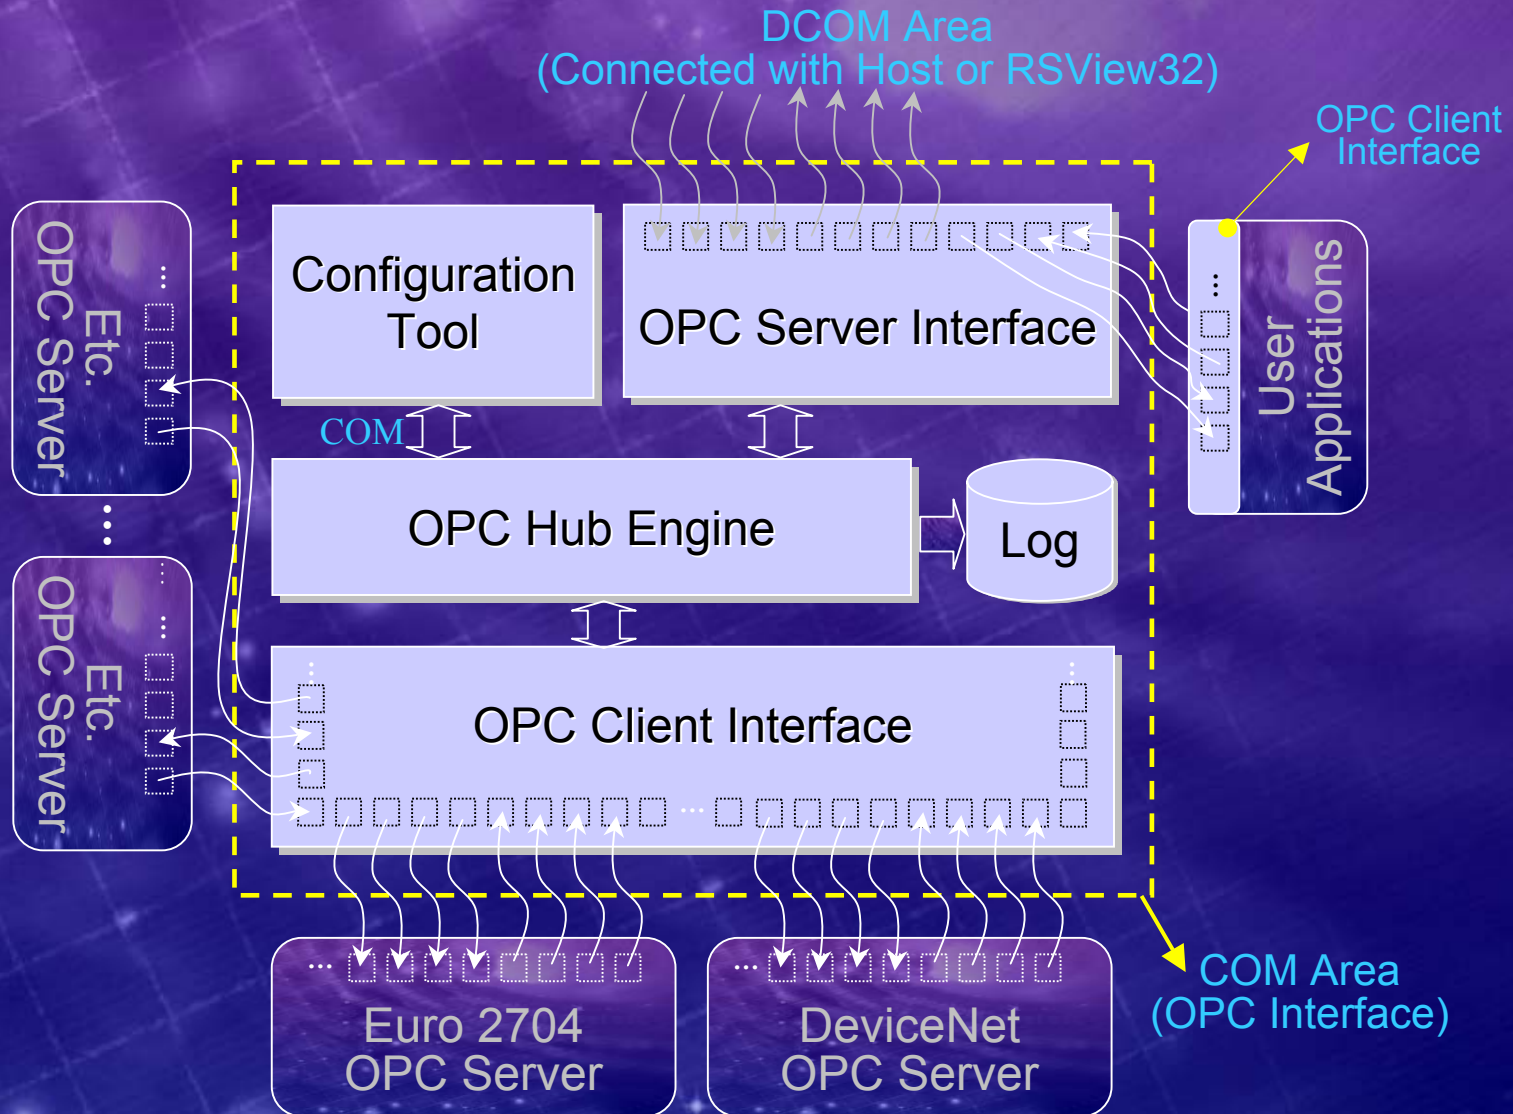 DCOM Area
(Connected with Host or RSView32)
OPC Client
Interface
Configuration
Tool
OPC Server Interface
Etc.
OPC Server
User
Applications
COM
OPC Hub Engine
Log
Etc.
OPC Server
OPC Client Interface
Euro 2704
OPC Server
DeviceNet
OPC Server
COM Area
(OPC Interface)